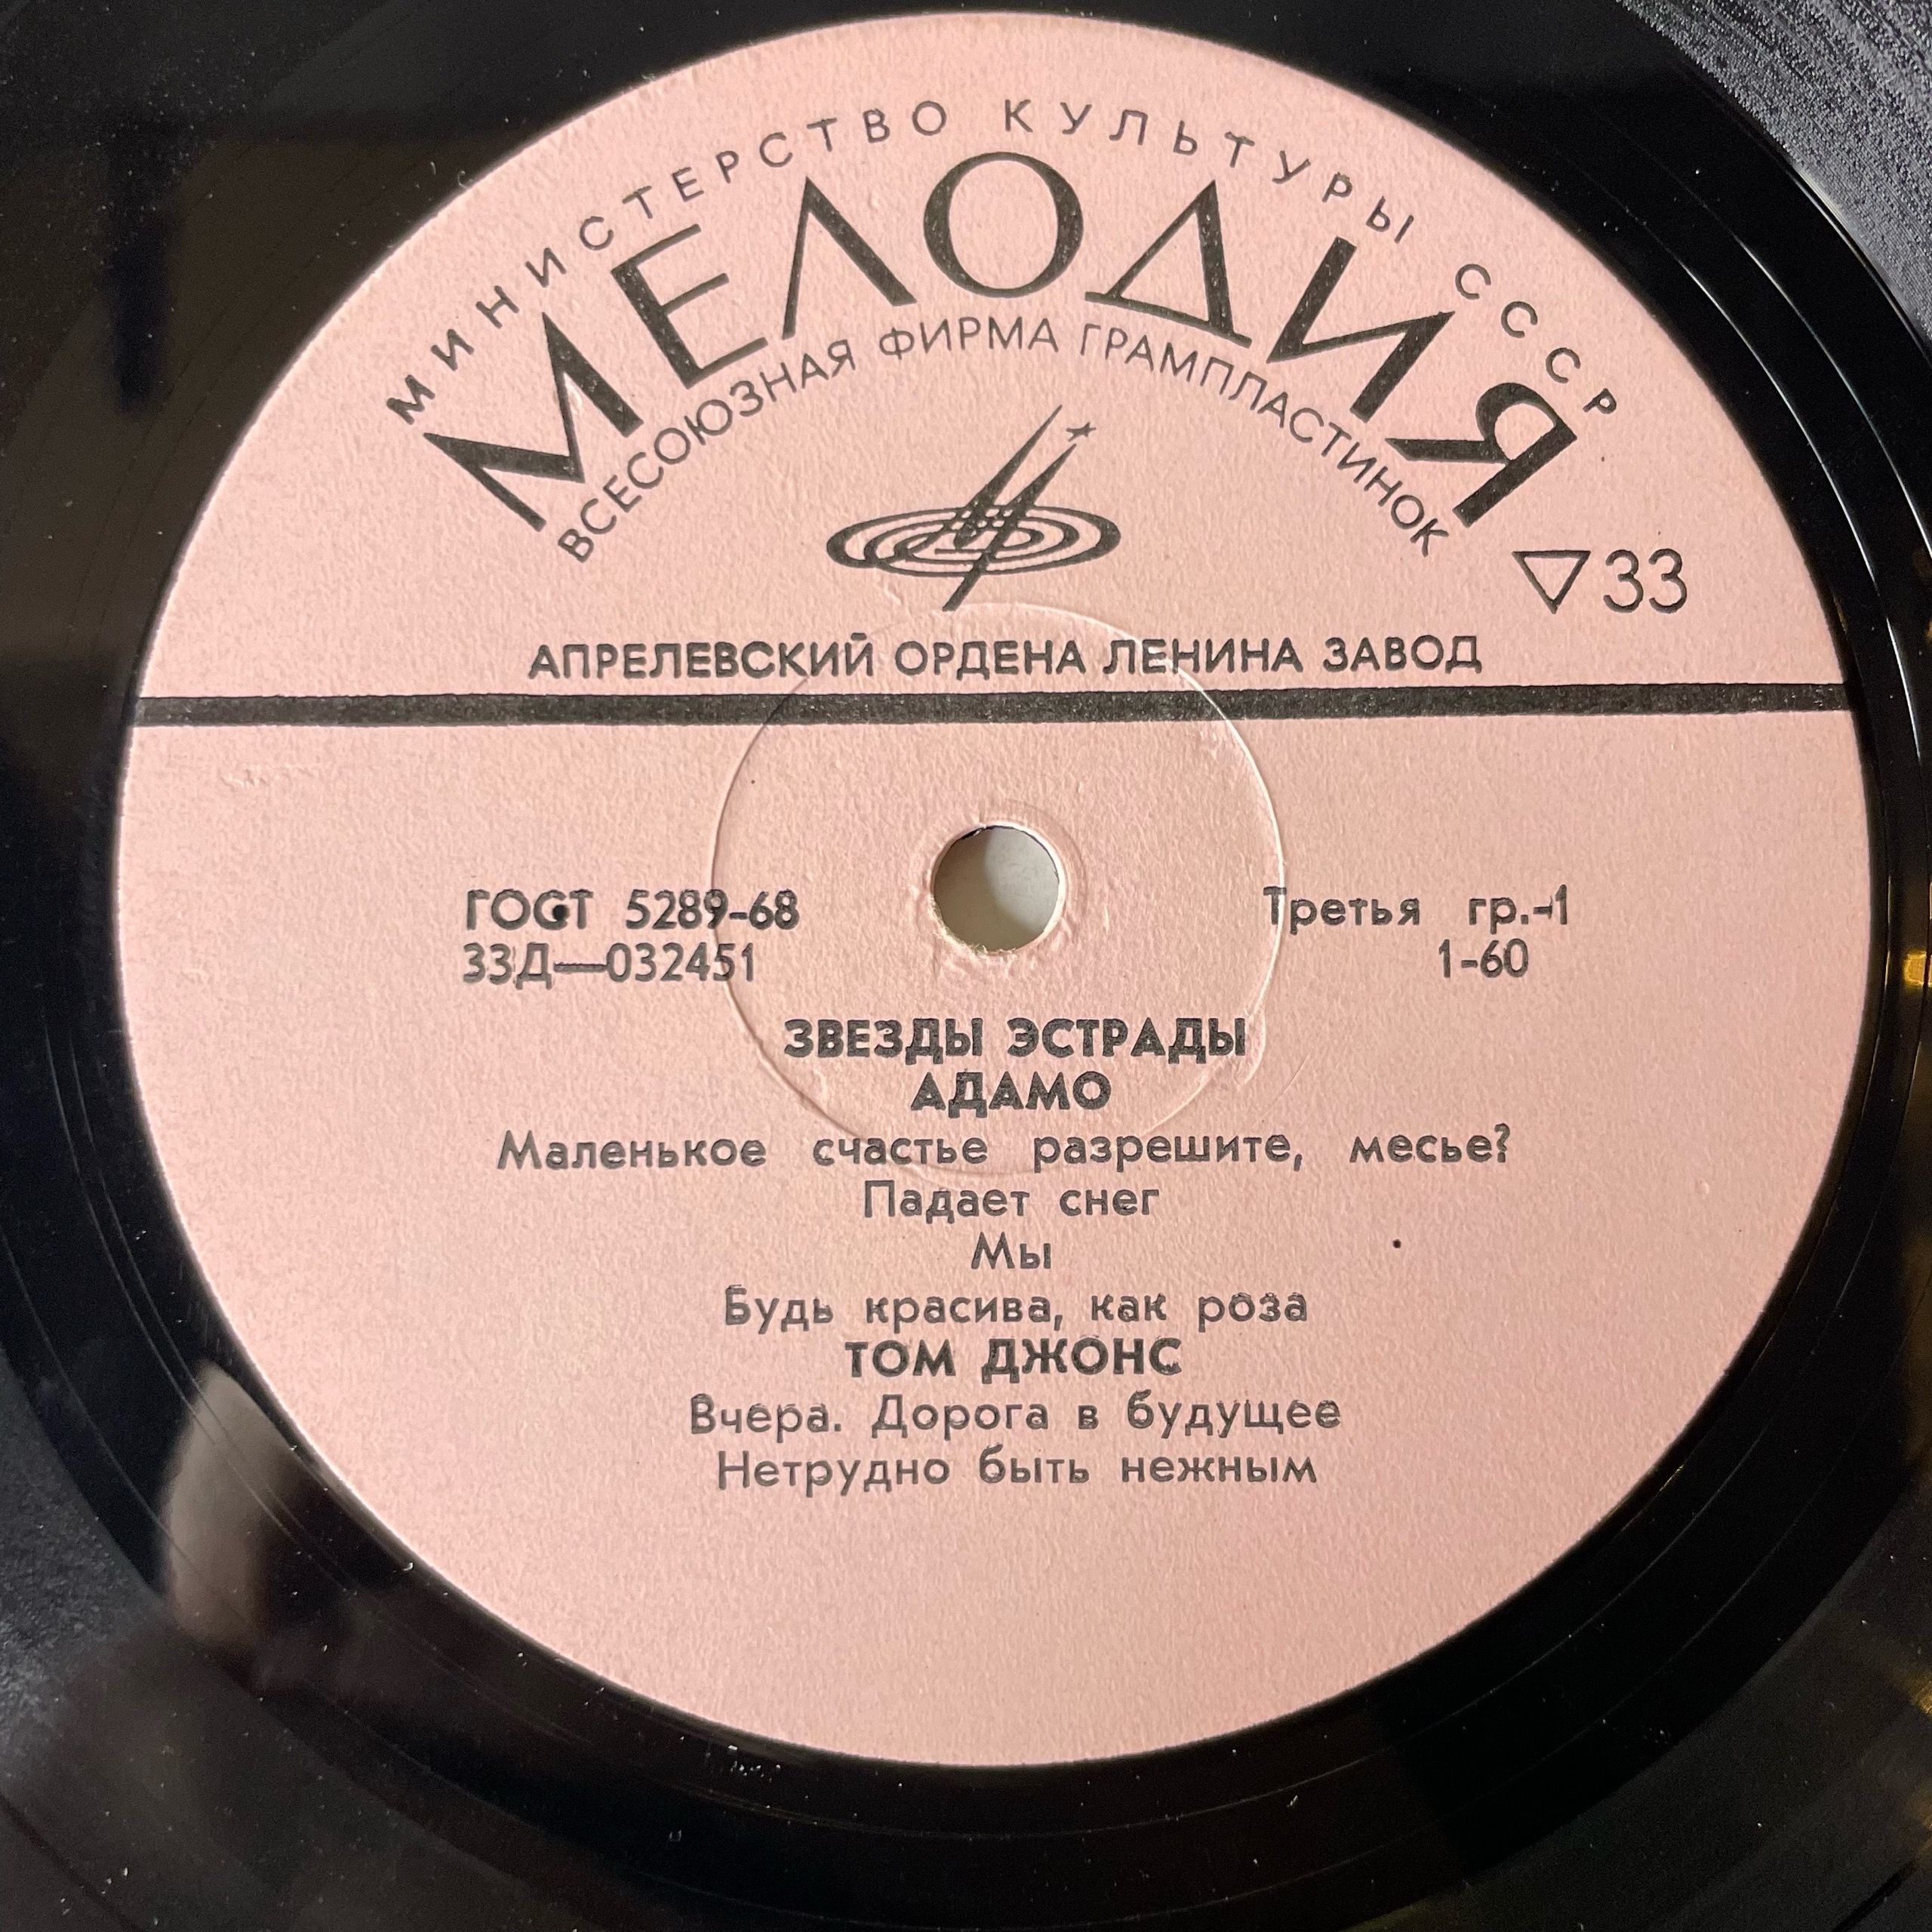 МИНИСТЕРСТВО КУЛЬТУРЫ СССР
МЕЛОДИЯ
ВСЕСОЮЗНАЯ ФИРМА ГРАМПЛАСТИНОК
▽33
АПРЕЛЕВСКИЙ ОРДЕНА ЛЕНИНА ЗАВОД
ГОСТ 5289-68
Третья гр.-1
33Д—032451
1-60
ЗВЕЗДЫ ЭСТРАДЫ
АДАМО
Маленькое счастье разрешите, месье?
Падает снег
Мы
Будь красива, как роза
ТОМ ДЖОНС
Вчера. Дорога в будущее
Нетрудно быть нежным